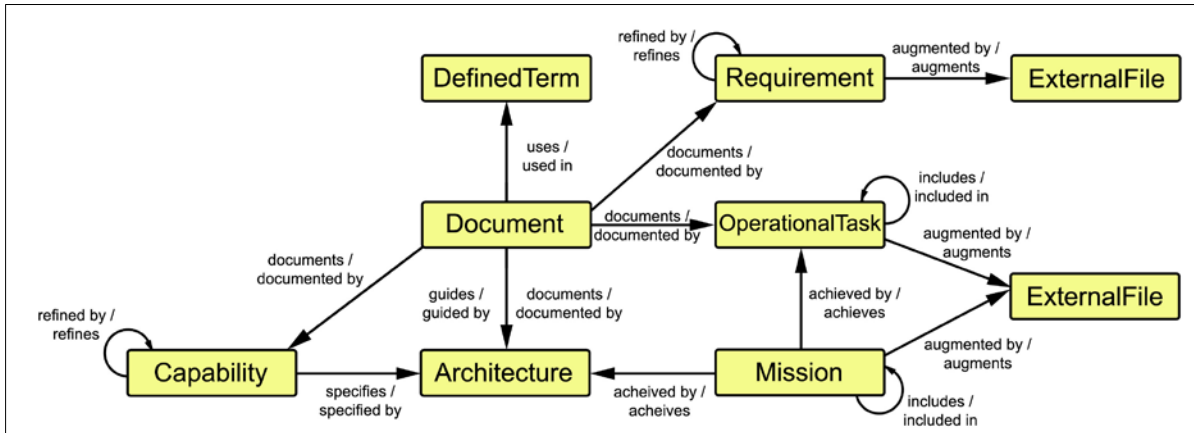 refined by /
refines
augmented by /
augments
DefinedTerm
Requirement
ExternalFile
uses /
used in
documents /
documented by
includes /
included in
Document
documents /
documented by
OperationalTask
augmented by /
augments
documents /
documented by
guides /
guided by
documents /
documented by
achieved by /
achieves
ExternalFile
refined by /
refines
augmented by /
augments
Capability
specifies /
specified by
Architecture
acheived by /
acheives
Mission
includes /
included in